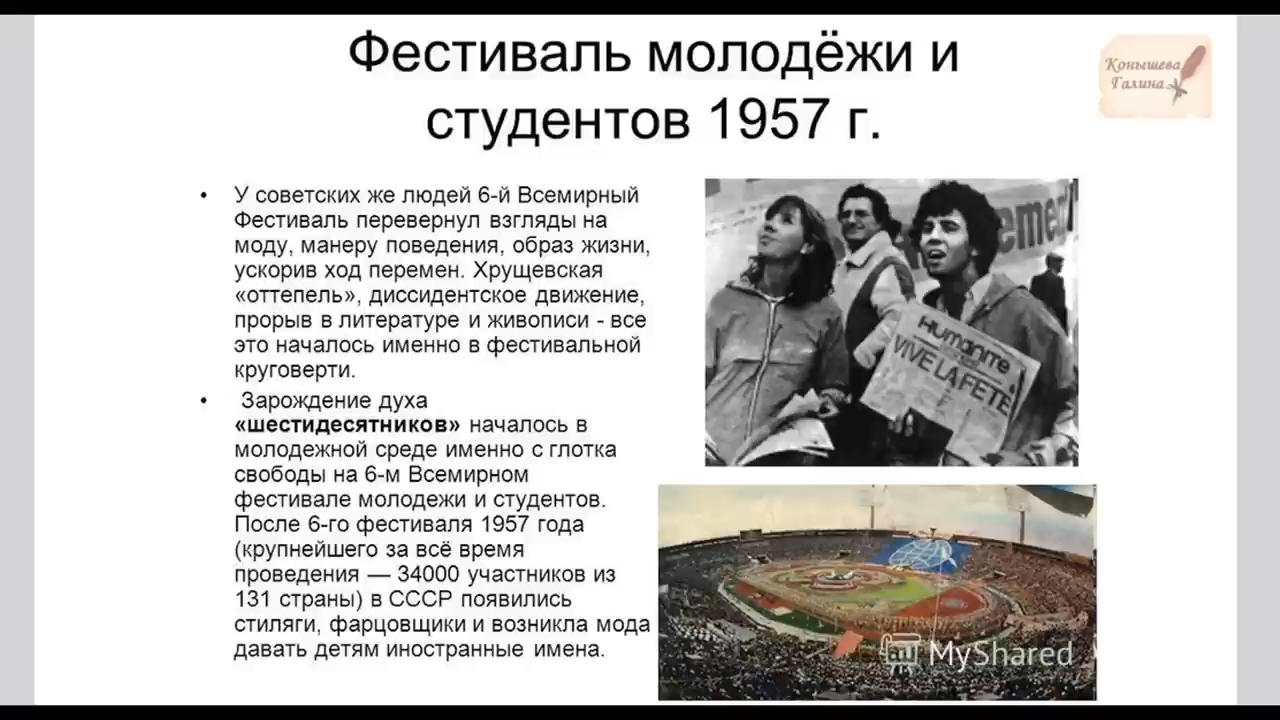 Фестиваль молодёжи и
студентов 1957 г.
Конышева
Галина
• У советских же людей 6-й Всемирный
Фестиваль перевернул взгляды на
моду, манеру поведения, образ жизни,
ускорив ход перемен. Хрущевская
«оттепель», диссидентское движение,
прорыв в литературе и живописи - все
это началось именно в фестивальной
круговерти.
• Зарождение духа
«шестидесятников» началось в
молодежной среде именно с глотка
свободы на 6-м Всемирном
фестивале молодежи и студентов.
После 6-го фестиваля 1957 года
(крупнейшего за всё время
проведения — 34000 участников из
131 страны) в СССР появились
стиляги, фарцовщики и возникла мода
давать детям иностранные имена.
HUMANITE
VIVE LA FETE
MyShared